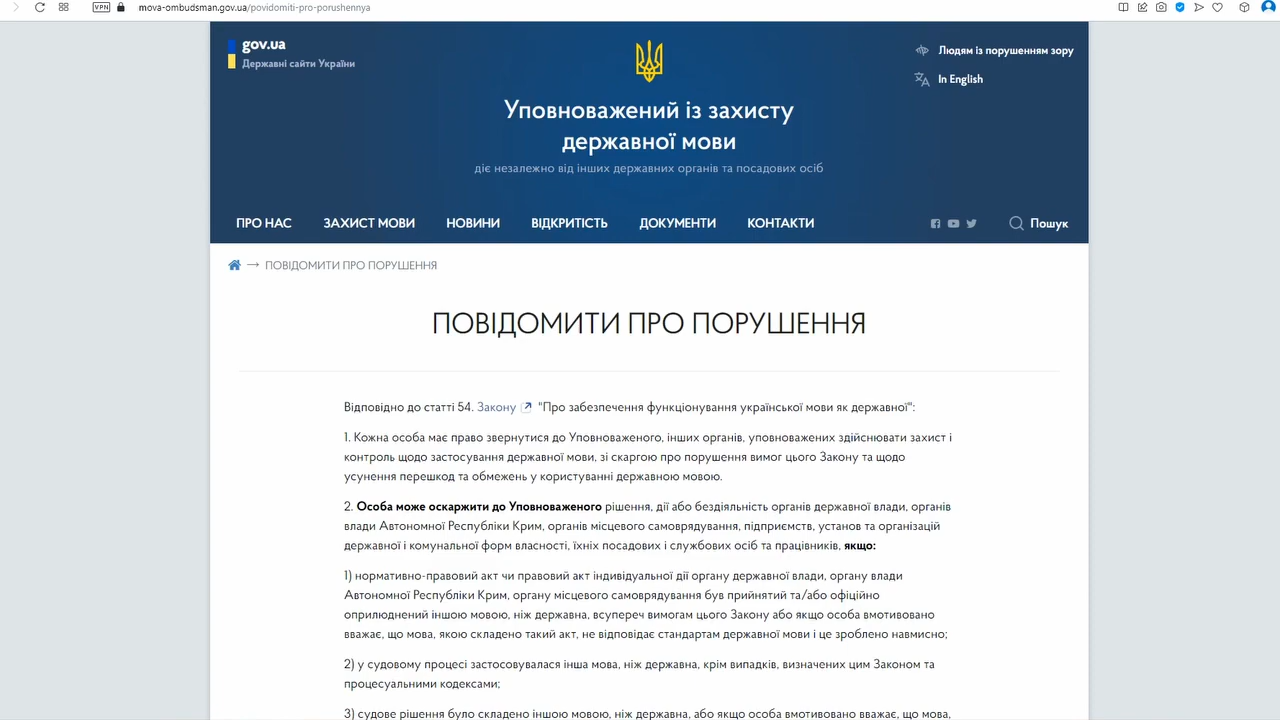 VPN
mova-ombudsman.gov.ua/povidomiti-pro-porushennya
gov.ua
Державні сайти України
Людям із порушенням зору
In English
Уповноважений із захисту
державної мови
діє незалежно від інших державних органів та посадових осіб
ПРО НАС
ЗАХИСТ МОВИ
НОВИНИ
ВІДКРИТІСТЬ
ДОКУМЕНТИ
КОНТАКТИ
Пошук
ПОВІДОМИТИ ПРО ПОРУШЕННЯ
ПОВІДОМИТИ ПРО ПОРУШЕННЯ
Відповідно до статті 54. Закону "Про забезпечення функціонування української мови як державної":
1. Кожна особа має право звернутися до Уповноваженого, інших органів, уповноважених здійснювати захист і
контроль щодо застосування державної мови, зі скаргою про порушення вимог цього Закону та щодо
усунення перешкод та обмежень у користуванні державною мовою.
2. Особа може оскаржити до Уповноваженого рішення, дії або бездіяльність органів державної влади, органів
влади Автономної Республіки Крим, органів місцевого самоврядування, підприємств, установ та організацій
державної і комунальної форм власності, їхніх посадових і службових осіб та працівників, якщо:
1) нормативно-правовий акт чи правовий акт індивідуальної дії органу державної влади, органу влади
Автономної Республіки Крим, органу місцевого самоврядування був прийнятий та/або офіційно
оприлюднений іншою мовою, ніж державна, всупереч вимогам цього Закону або якщо особа вмотивовано
вважає, що мова, якою складено такий акт, не відповідає стандартам державної мови і це зроблено навмисно;
2) у судовому процесі застосовувалася інша мова, ніж державна, крім випадків, визначених цим Законом та
процесуальними кодексами;
3) судове рішення було складено іншою мовою, ніж державна, або якщо особа вмотивовано вважає, що мова,